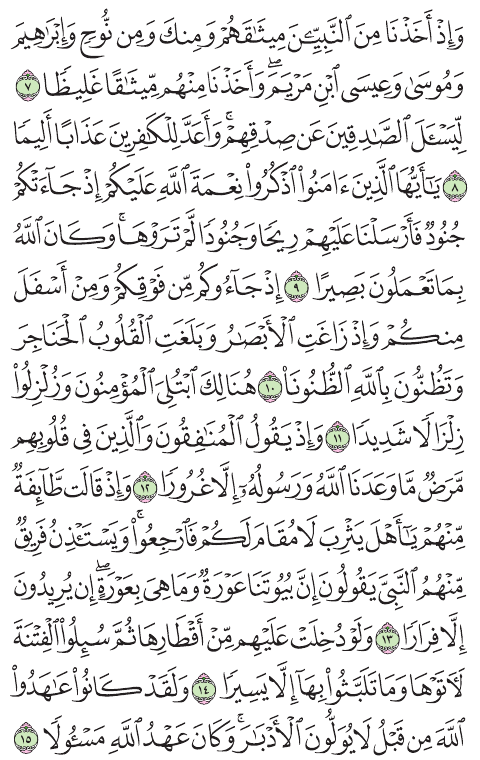 وَإِذْ أَخَذْنَا مِنَ ٱلنَّبِيِّـۧنَ مِيثَٰقَهُمْ وَمِنكَ وَمِن نُّوحٍ وَإِبْرَٰهِيمَ
وَمُوسَىٰ وَعِيسَى ٱبْنِ مَرْيَمَۖ وَأَخَذْنَا مِنْهُم مِّيثَٰقًا غَلِيظًا ٧
لِّيَسْـَٔلَ ٱلصَّٰدِقِينَ عَن صِدْقِهِمْۚ وَأَعَدَّ لِلْكَٰفِرِينَ عَذَابًا أَلِيمًا
٨ يَٰٓأَيُّهَا ٱلَّذِينَ ءَامَنُوا۟ ٱذْكُرُوا۟ نِعْمَةَ ٱللَّهِ عَلَيْكُمْ إِذْ جَآءَتْكُمْ
جُنُودٌ فَأَرْسَلْنَا عَلَيْهِمْ رِيحًا وَجُنُودًا لَّمْ تَرَوْهَاۚ وَكَانَ ٱللَّهُ
بِمَا تَعْمَلُونَ بَصِيرًا ٩ إِذْ جَآءُوكُم مِّن فَوْقِكُمْ وَمِنْ أَسْفَلَ
مِنكُمْ وَإِذْ زَاغَتِ ٱلْأَبْصَٰرُ وَبَلَغَتِ ٱلْقُلُوبُ ٱلْحَنَاجِرَ
وَتَظُنُّونَ بِٱللَّهِ ٱلظُّنُونَا۠ ١٠ هُنَالِكَ ٱبْتُلِىَ ٱلْمُؤْمِنُونَ وَزُلْزِلُوا۟
زِلْزَالًا شَدِيدًا ١١ وَإِذْ يَقُولُ ٱلْمُنَٰفِقُونَ وَٱلَّذِينَ فِى قُلُوبِهِم
مَّرَضٌ مَّا وَعَدَنَا ٱللَّهُ وَرَسُولُهُۥٓ إِلَّا غُرُورًا ١٢ وَإِذْ قَالَت طَّآئِفَةٌ
مِّنْهُمْ يَٰٓأَهْلَ يَثْرِبَ لَا مُقَامَ لَكُمْ فَٱرْجِعُوا۟ۚ وَيَسْتَـْٔذِنُ فَرِيقٌ
مِّنْهُمُ ٱلنَّبِىَّ يَقُولُونَ إِنَّ بُيُوتَنَا عَوْرَةٌ وَمَا هِىَ بِعَوْرَةٍۖ إِن يُرِيدُونَ
إِلَّا فِرَارًا ١٣ وَلَوْ دُخِلَتْ عَلَيْهِم مِّنْ أَقْطَارِهَا ثُمَّ سُئِلُوا۟ ٱلْفِتْنَةَ
لَـَٔاتَوْهَا وَمَا تَلَبَّثُوا۟ بِهَآ إِلَّا يَسِيرًا ١٤ وَلَقَدْ كَانُوا۟ عَٰهَدُوا۟
ٱللَّهَ مِن قَبْلُ لَا يُوَلُّونَ ٱلْأَدْبَٰرَۚ وَكَانَ عَهْدُ ٱللَّهِ مَسْـُٔولًا ١٥